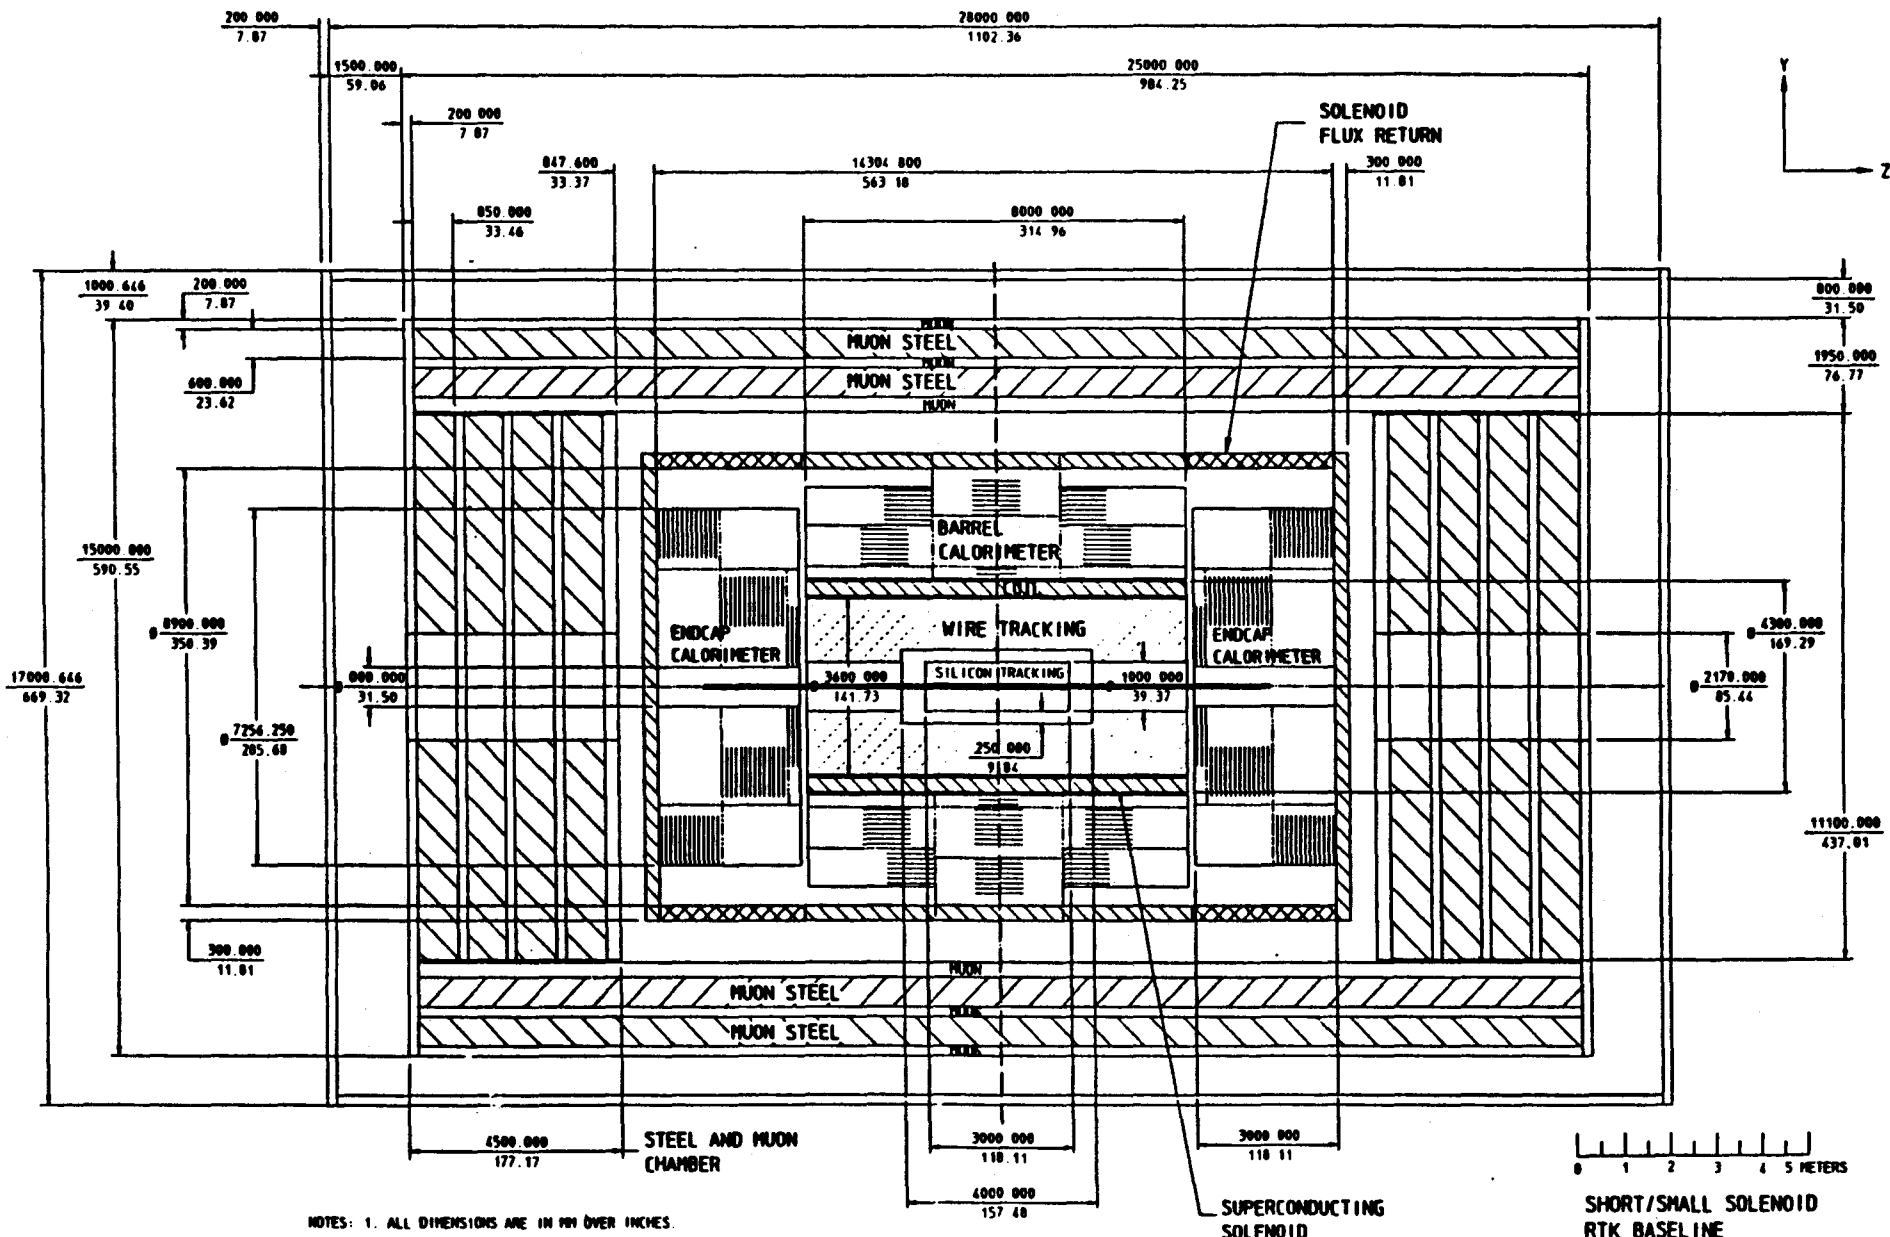 200 000
7.87
28000 000
1102.36
1500.000
59.06
25000 000
984.25
Y
Z
200 000
7 87
SOLENOID
FLUX RETURN
847.600
33.37
14304 800
563 18
300 000
11.81
850.000
33.46
8000 000
314 96
1000.646
39 40
200.000
7.87
800.000
31.50
MUON
MUON STEEL
MUON
MUON STEEL
MUON
600.000
23.62
1950.000
76.77
BARREL
CALORIMETER
15000.000
590.55
COIL
WIRE TRACKING
ENDCAP
CALORIMETER
ENDCAP
CALORIMETER
8900.000
350.39
4300.000
169.29
SILICON TRACKING
31.50
3600 000
141.73
1000 000
39.37
2170.000
85.44
17000.646
669.32
7256.250
285.68
250 000
9 84
11100.000
437.01
300.000
11.81
MUON
MUON STEEL
MUON
MUON STEEL
MUON
4500.000
177.17
STEEL AND MUON
CHAMBER
3000 000
118.11
3000 000
118 11
0 1 2 3 4 5 METERS
4000 000
157 48
SUPERCONDUCTING
SOLENOID
SHORT/SMALL SOLENOID
RTK BASELINE
NOTES: 1. ALL DIMENSIONS ARE IN MM OVER INCHES.